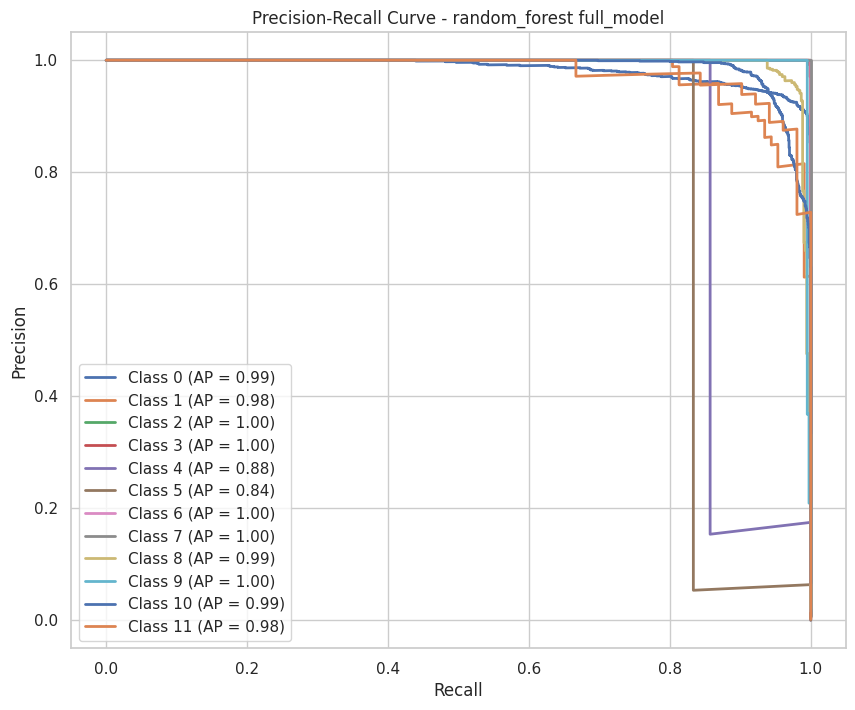 Precision-Recall Curve - random_forest full_model
1.0
0.8
0.6
0.4
0.2
0.0
Precision
Class 0 (AP = 0.99)
Class 1 (AP = 0.98)
Class 2 (AP = 1.00)
Class 3 (AP = 1.00)
Class 4 (AP = 0.88)
Class 5 (AP = 0.84)
Class 6 (AP = 1.00)
Class 7 (AP = 1.00)
Class 8 (AP = 0.99)
Class 9 (AP = 1.00)
Class 10 (AP = 0.99)
Class 11 (AP = 0.98)
0.0 0.2 0.4 0.6 0.8 1.0
Recall